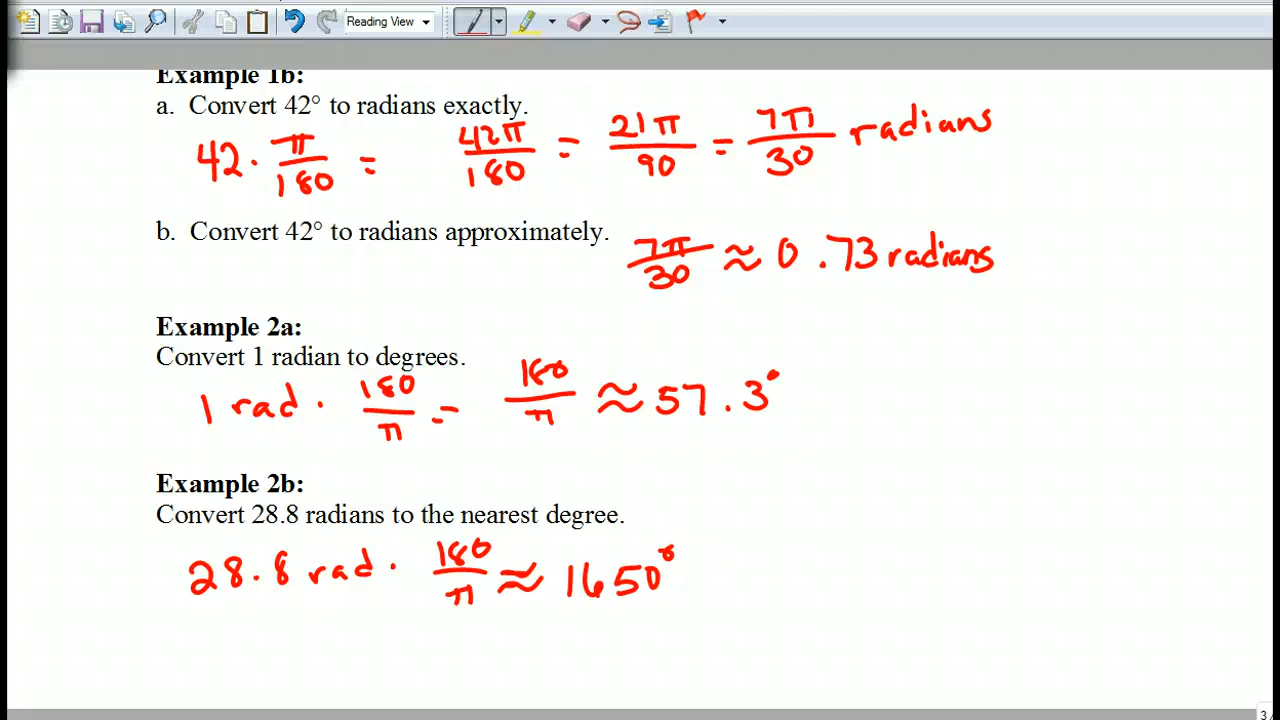 Reading View
Example 1b:
a. Convert 42° to radians exactly.
42 · π/180 = 42π/180 = 21π/90 = 7π/30 radians
b. Convert 42° to radians approximately.
7π/30 ≈ 0.73 radians
Example 2a:
Convert 1 radian to degrees.
1 rad · 180/π = 180/π ≈ 57.3°
Example 2b:
Convert 28.8 radians to the nearest degree.
28.8 rad · 180/π ≈ 1650°
3